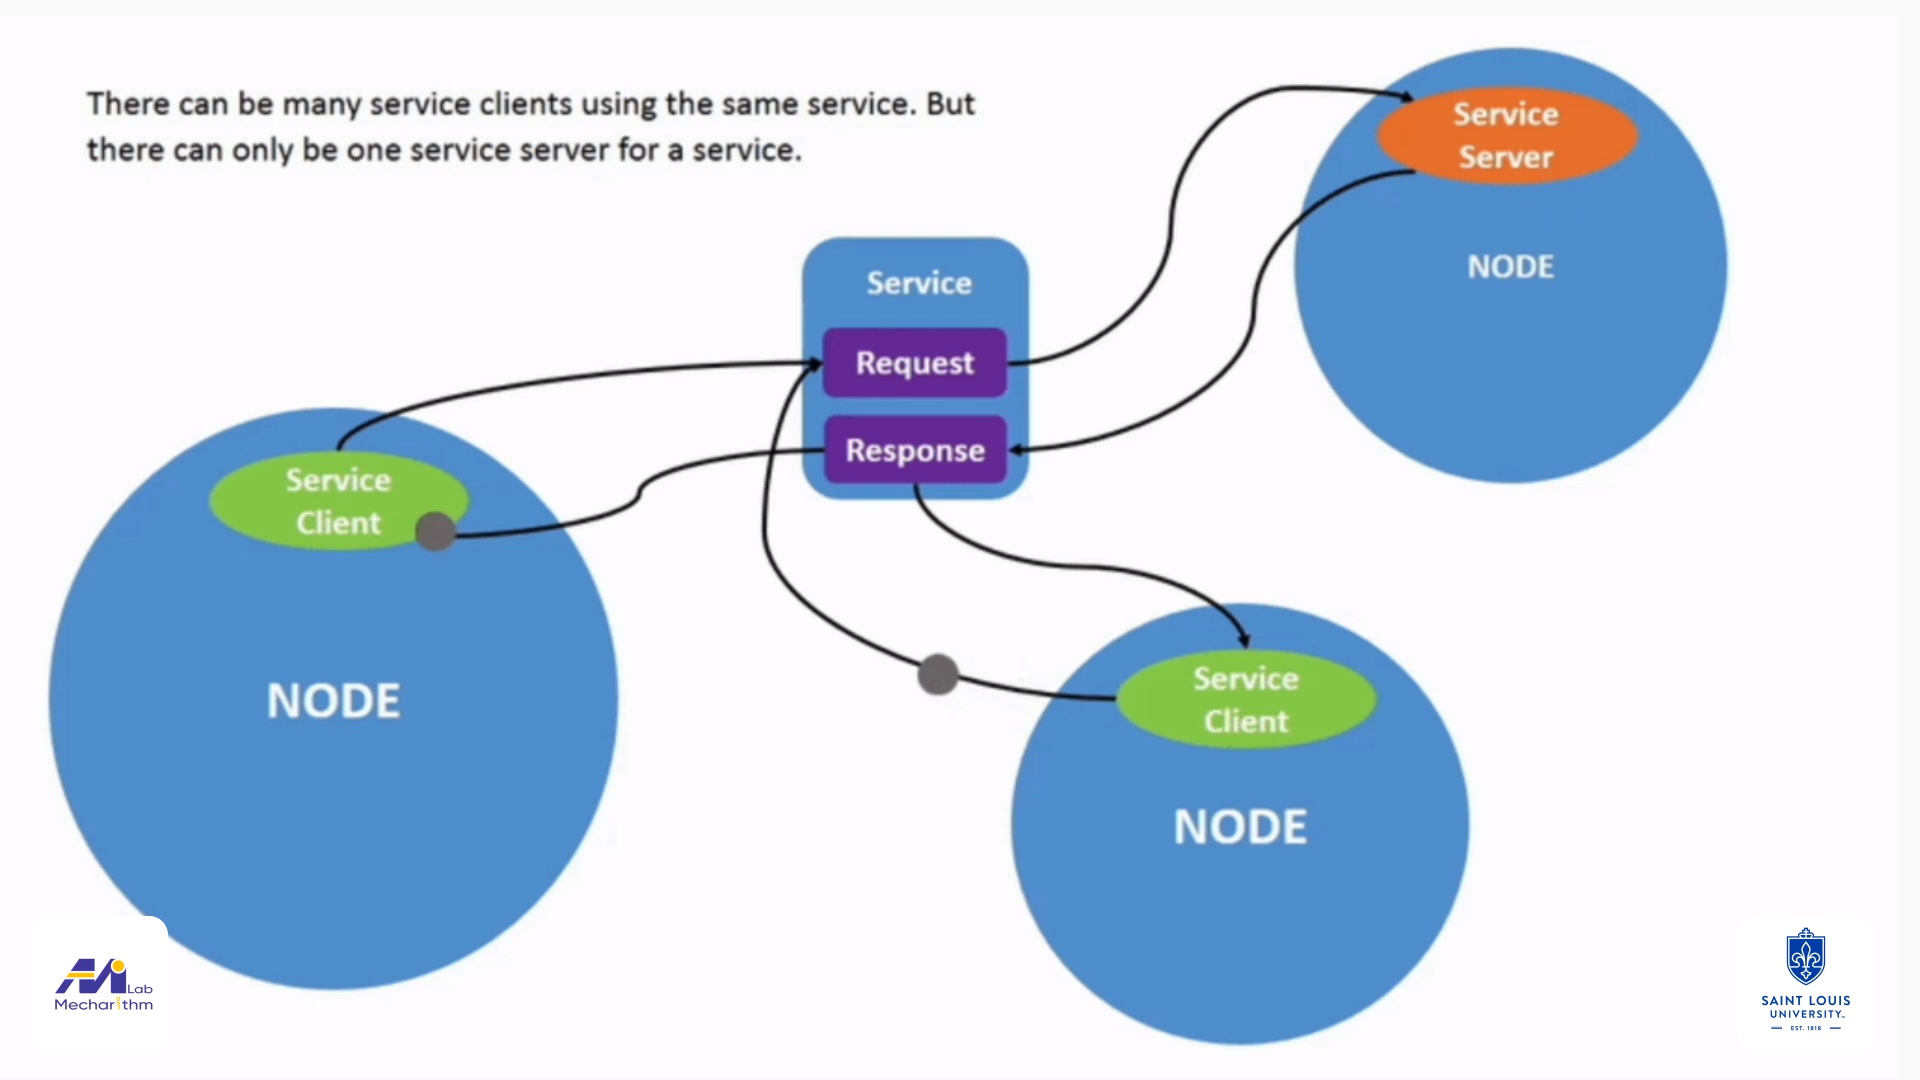 There can be many service clients using the same service. But
there can only be one service server for a service.
Service
Server
NODE
Service
Request
Response
Service
Client
NODE
Service
Client
NODE
Lab
Mecharithm
SAINT LOUIS
UNIVERSITY™
EST. 1818